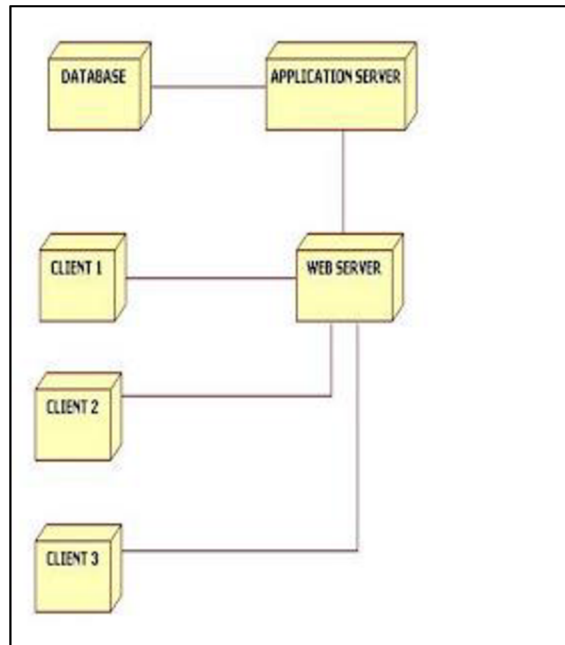 DATABASE
APPLICATION SERVER
CLIENT 1
WEB SERVER
CLIENT 2
CLIENT 3